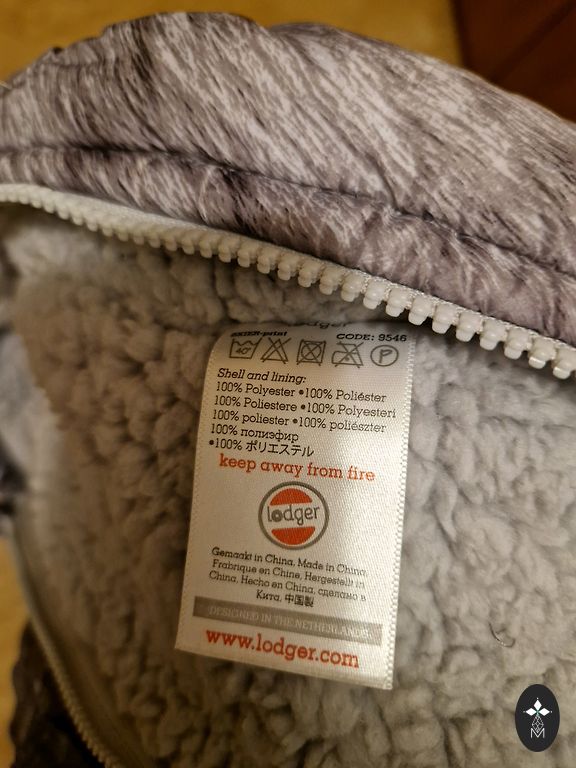 SKIER-print CODE: 9546
40°
P
Shell and lining:
100% Polyester •100% Poliéster
100% Poliestere •100% Polyesteri
100% poliester •100% poliészter
100% полиэфир
•100% ポリエステル
keep away from fire
lodger
Gemaakt in China, Made in China
Frabrique en Chine, Hergestellt in
China, Hecho en China, сделано в
Кита, 中国製
DESIGNED IN THE NETHERLANDS
www.lodger.com
M